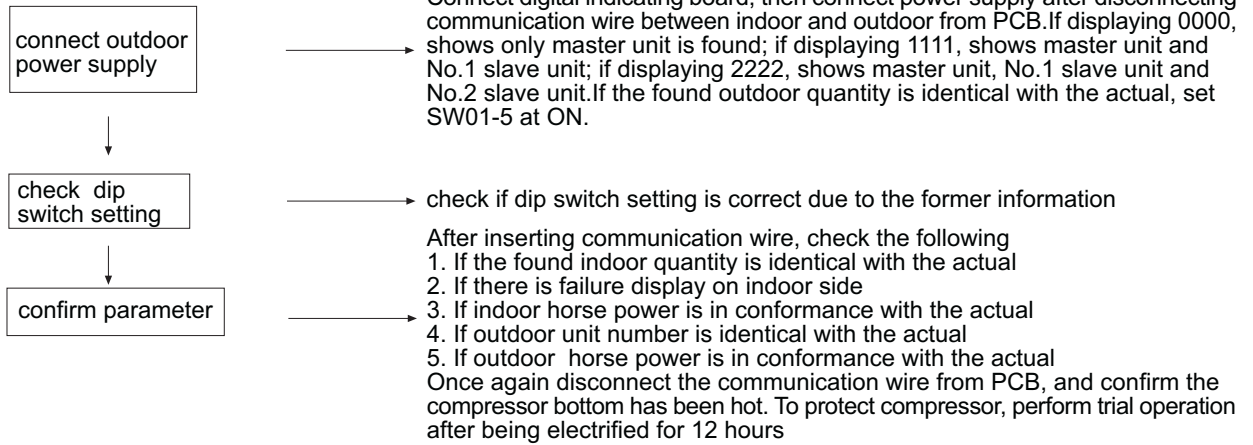 Connect digital indicating board, then connect power supply after disconnecting
communication wire between indoor and outdoor from PCB.If displaying 0000,
connect outdoor
power supply
shows only master unit is found; if displaying 1111, shows master unit and
No.1 slave unit; if displaying 2222, shows master unit, No.1 slave unit and
No.2 slave unit.If the found outdoor quantity is identical with the actual, set
SW01-5 at ON.
check dip
switch setting
check if dip switch setting is correct due to the former information
confirm parameter
After inserting communication wire, check the following
1. If the found indoor quantity is identical with the actual
2. If there is failure display on indoor side
3. If indoor horse power is in conformance with the actual
4. If outdoor unit number is identical with the actual
5. If outdoor horse power is in conformance with the actual
Once again disconnect the communication wire from PCB, and confirm the
compressor bottom has been hot. To protect compressor, perform trial operation
after being electrified for 12 hours